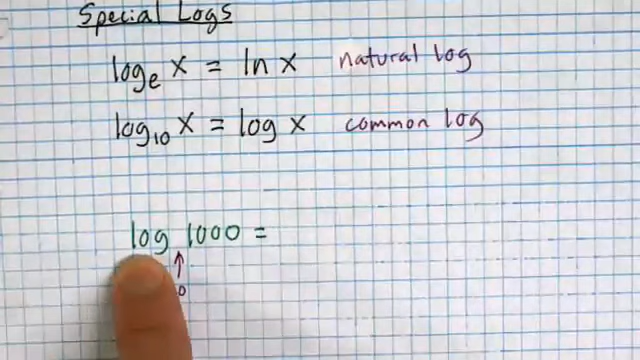 Special Logs
logₑ x = ln x natural log
log₁₀ x = log x common log
log 1000 =
↑